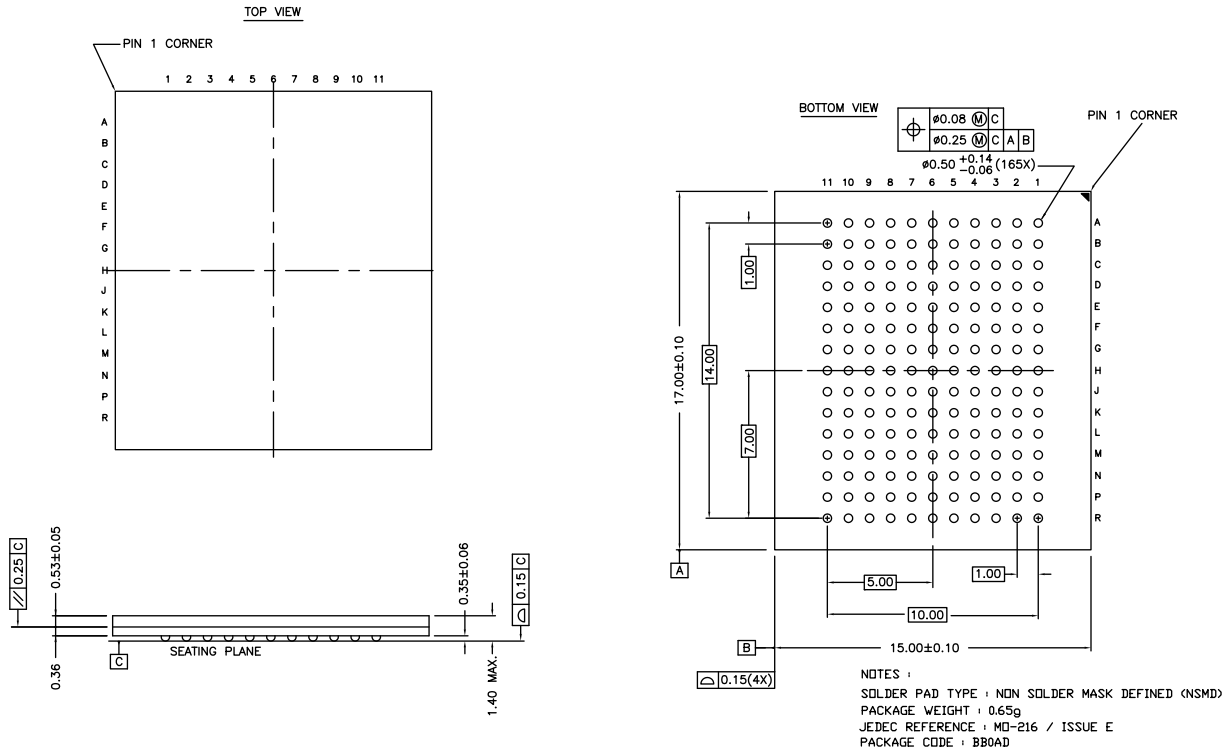 TOP VIEW
PIN 1 CORNER
1 2 3 4 5 6 7 8 9 10 11
A
B
C
D
E
F
G
H
J
K
L
M
N
P
R
BOTTOM VIEW
ø0.08 Ⓜ C
ø0.25 Ⓜ C A B
PIN 1 CORNER
ø0.50 +0.14 -0.06 (165X)
11 10 9 8 7 6 5 4 3 2 1
A
B
C
D
E
F
G
H
J
K
L
M
N
P
R
1.00
14.00
17.00±0.10
7.00
A
5.00
1.00
10.00
B
15.00±0.10
0.15(4X)
// 0.25 C
0.53±0.05
0.36
C
SEATING PLANE
0.35±0.06
0.15 C
1.40 MAX.
NOTES :
SOLDER PAD TYPE : NON SOLDER MASK DEFINED (NSMD)
PACKAGE WEIGHT : 0.65g
JEDEC REFERENCE : MO-216 / ISSUE E
PACKAGE CODE : BB0AD